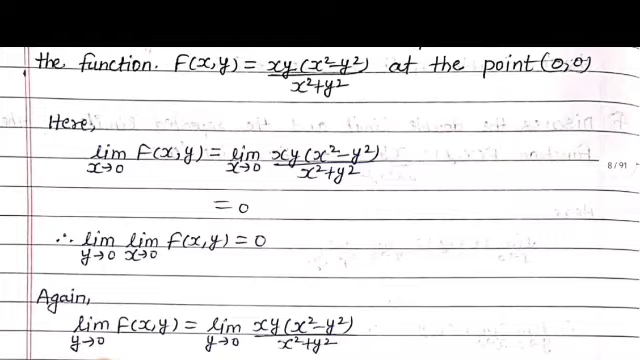 the function. F(x,y) = xy(x²-y²)/x²+y² at the point (0,0)
Here,
lim x→0 F(x,y) = lim x→0 xy(x²-y²)/x²+y²
8/91
= 0
∴ lim y→0 lim x→0 F(x,y) = 0
Again,
lim y→0 F(x,y) = lim y→0 xy(x²-y²)/x²+y²